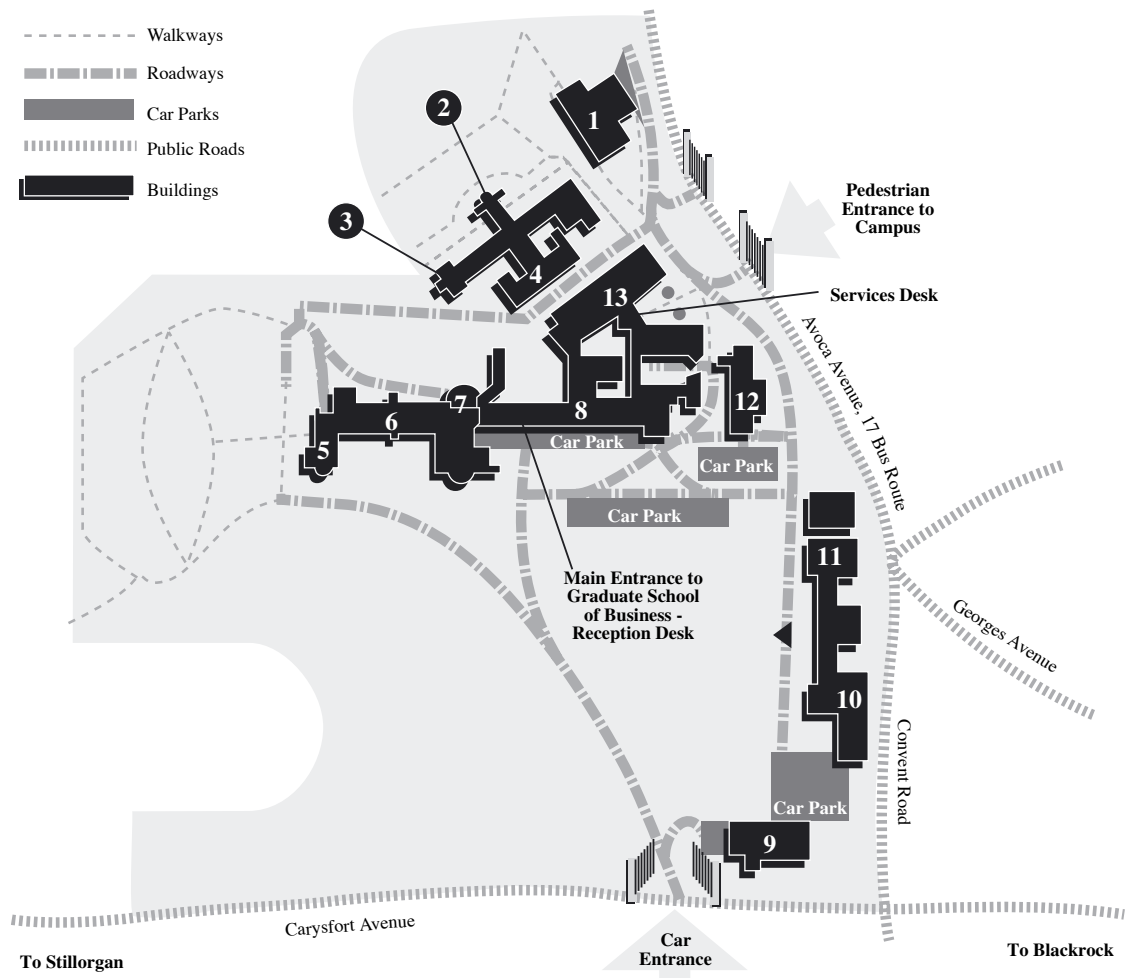 Walkways
Roadways
Car Parks
Public Roads
Buildings
1
2
3
4
Pedestrian
Entrance to
Campus
13
Services Desk
Avoca Avenue, 17 Bus Route
12
7
8
6
5
Car Park
Car Park
Car Park
11
Main Entrance to
Graduate School
of Business -
Reception Desk
Georges Avenue
10
Convent Road
Car Park
9
Carysfort Avenue
Car
Entrance
To Stillorgan
To Blackrock